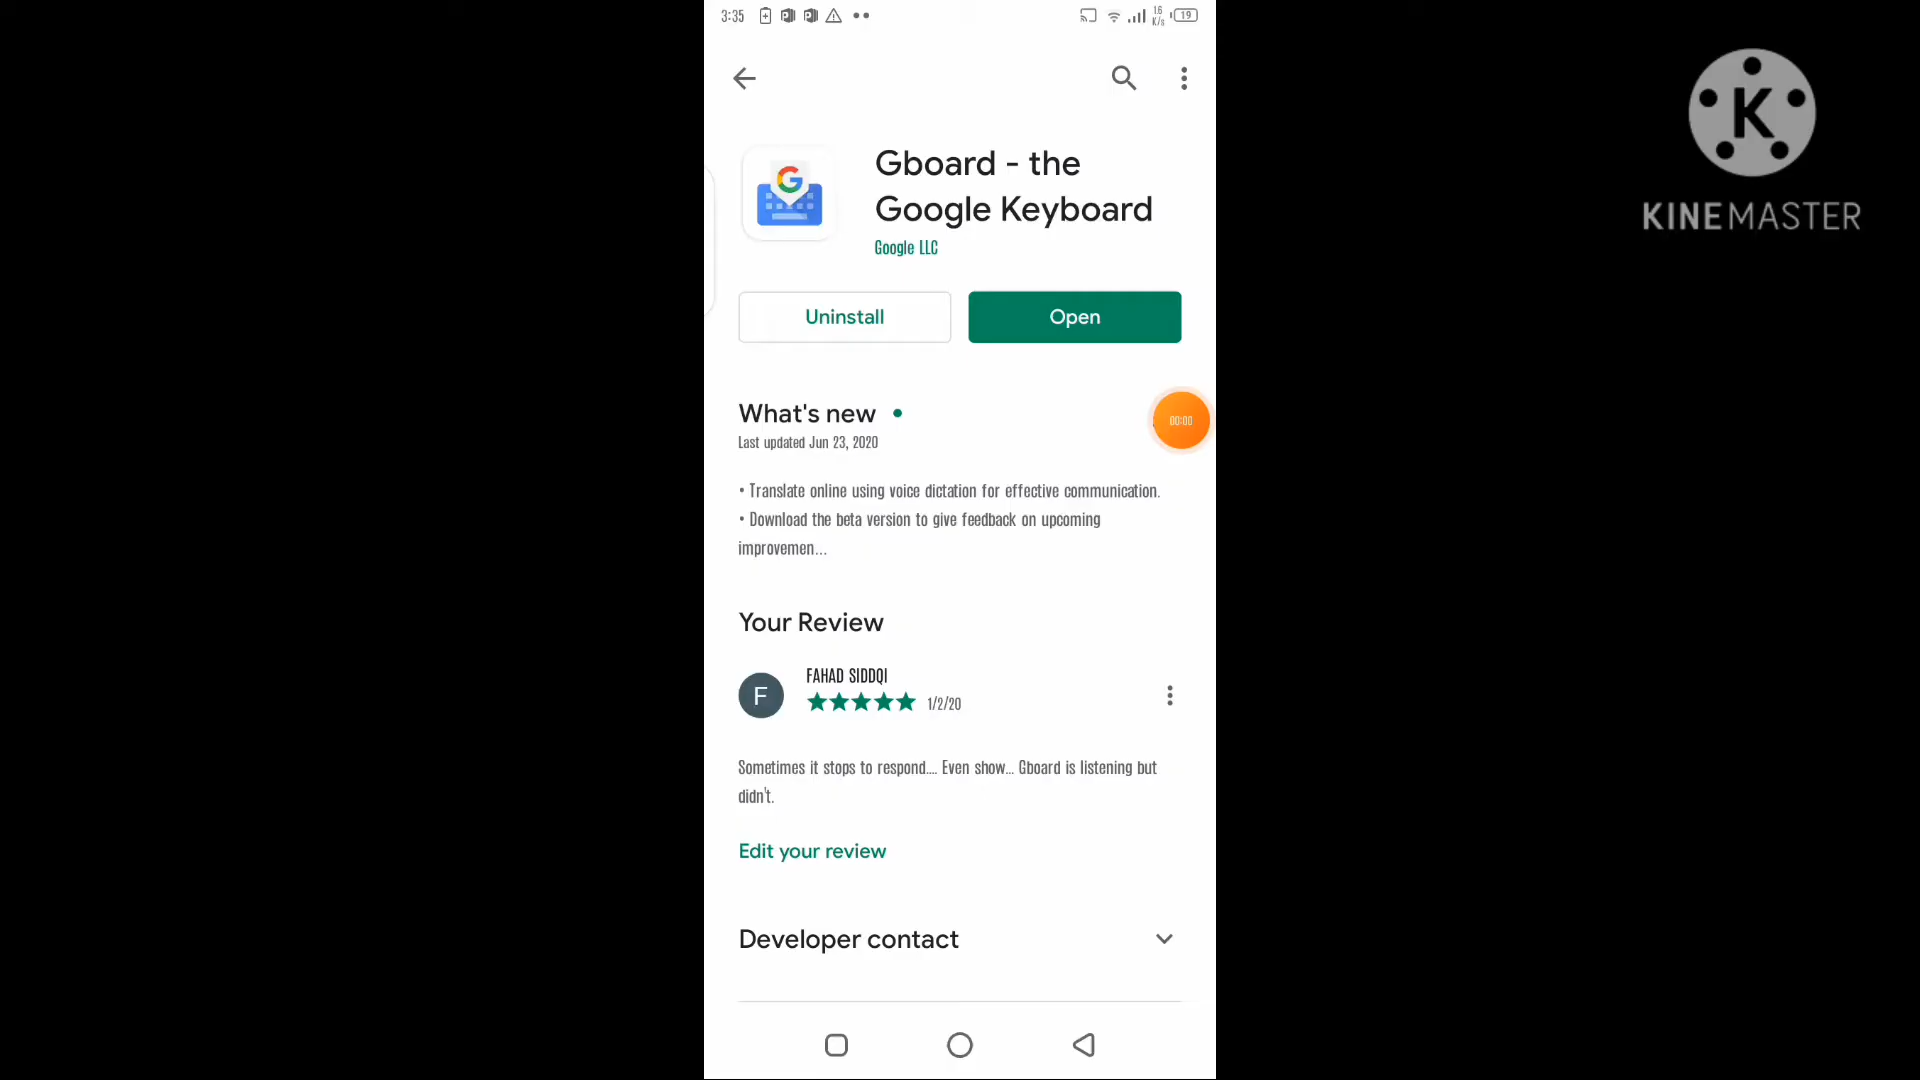 3:35
1.6
K/s
19
K
KINEMASTER
Gboard - the
Google Keyboard
Google LLC
Uninstall
Open
What's new
Last updated Jun 23, 2020
00:00
• Translate online using voice dictation for effective communication.
• Download the beta version to give feedback on upcoming
improvemen...
Your Review
F
FAHAD SIDDQI
1/2/20
Sometimes it stops to respond.... Even show... Gboard is listening but
didn't.
Edit your review
Developer contact